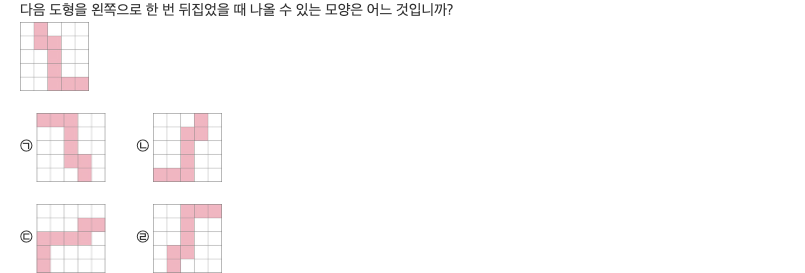 다음 도형을 왼쪽으로 한 번 뒤집었을 때 나올 수 있는 모양은 어느 것입니까?
㉠ ㉡
㉢ ㉣